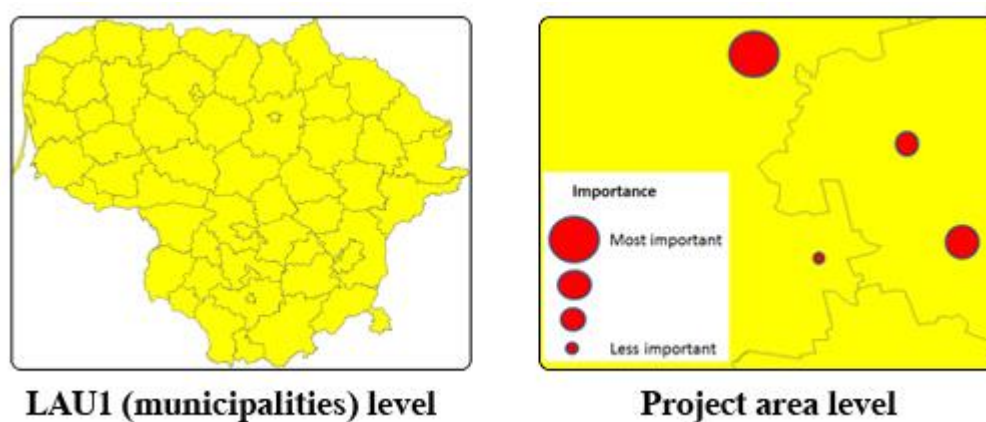 Importance
Most important
Less important
LAU1 (municipalities) level
Project area level